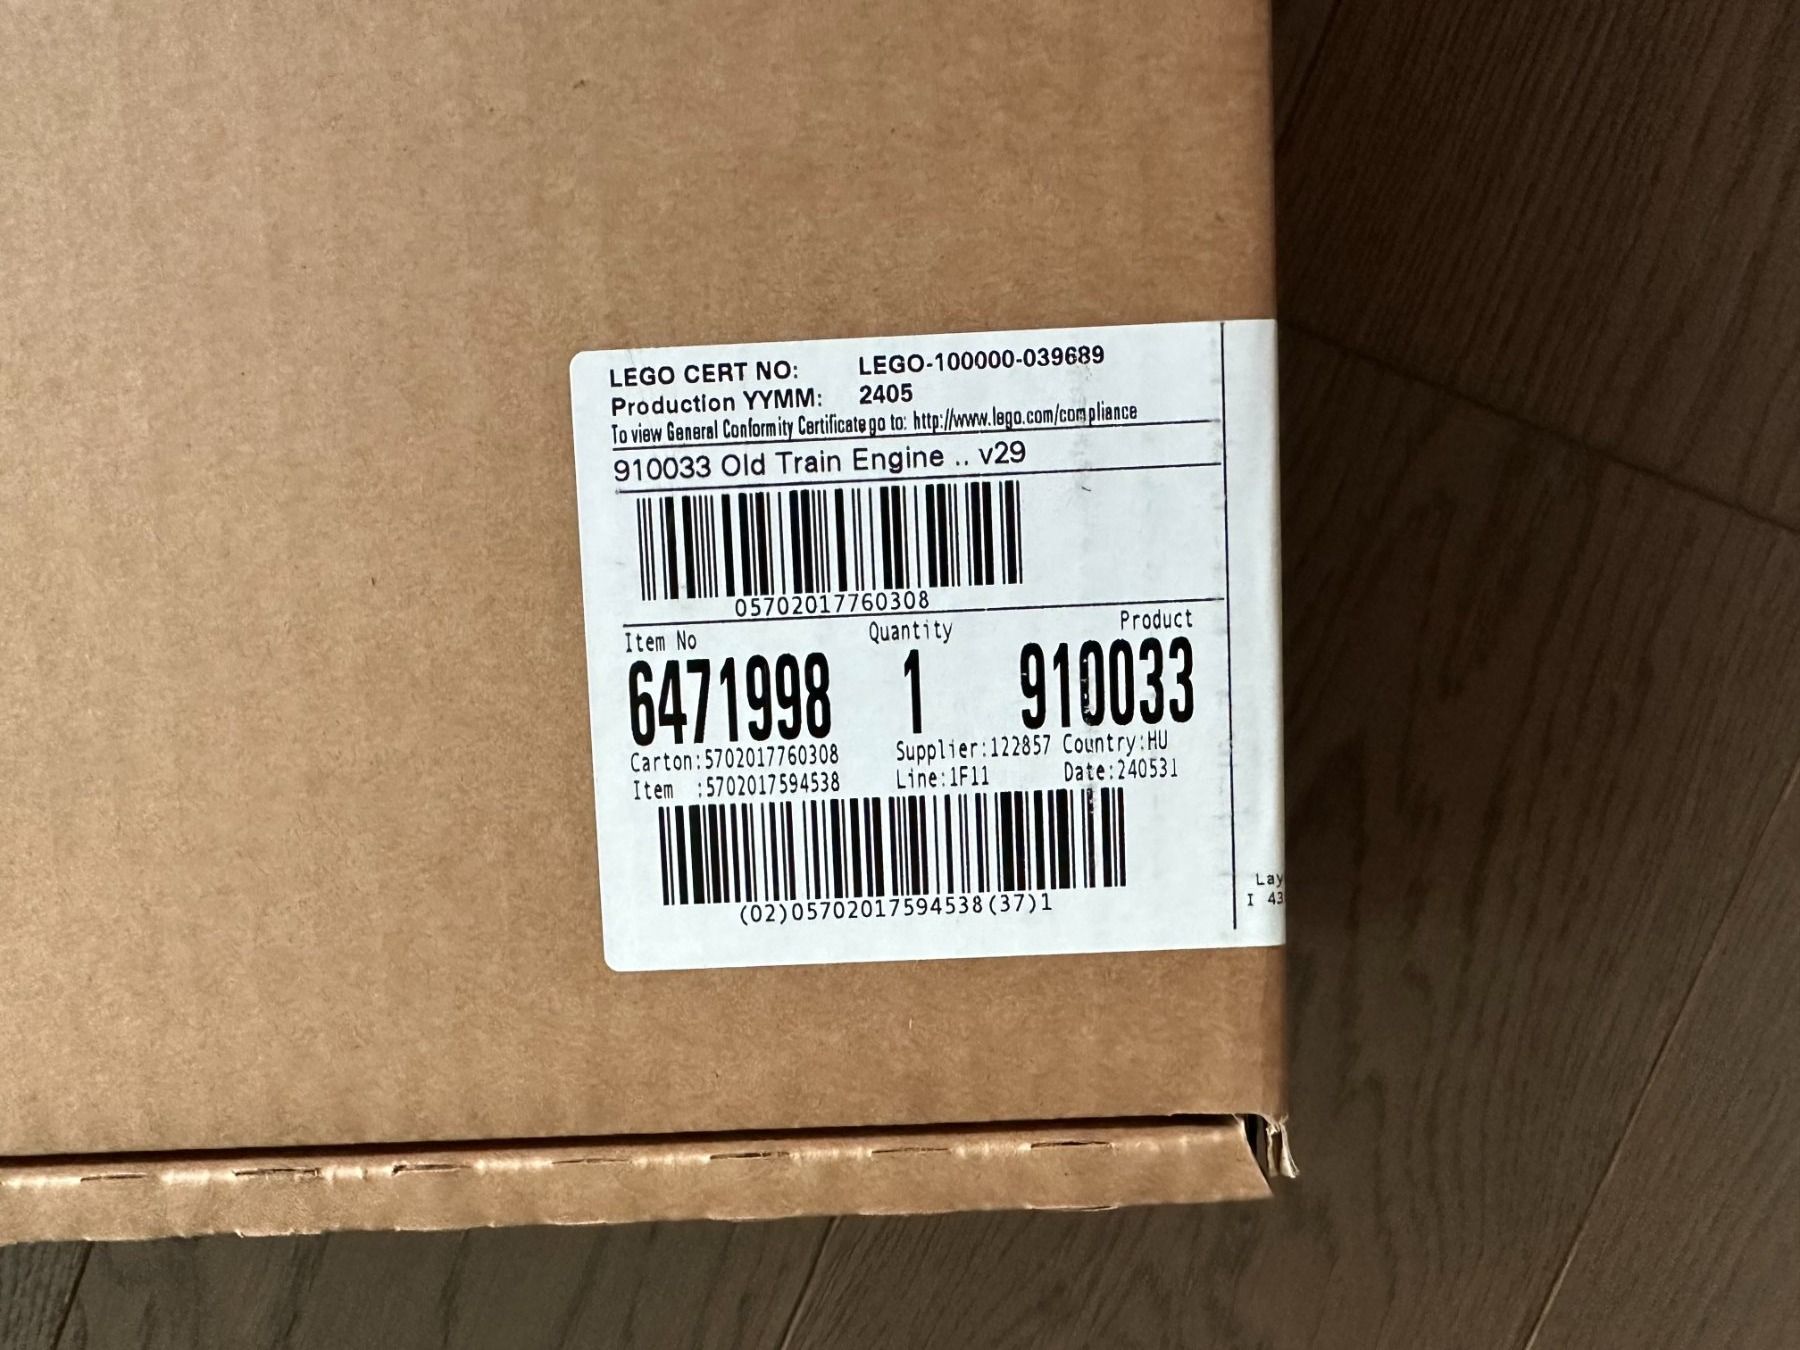 LEGO CERT NO: LEGO-100000-039689
Production YYMM: 2405
To view General Conformity Certificate go to: http://www.lego.com/compliance
910033 Old Train Engine .. v29
05702017760308
Item No Quantity Product
6471998 1 910033
Carton:5702017760308 Supplier:122857 Country:HU
Item :5702017594538 Line:1F11 Date:240531
(02)05702017594538(37)1
Lay
I 43